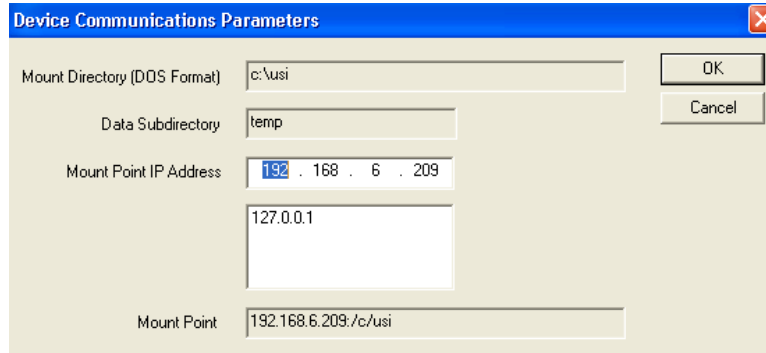 Device Communications Parameters
Mount Directory (DOS Format) c:\usi
OK
Data Subdirectory temp
Cancel
Mount Point IP Address 192 . 168 . 6 . 209
127.0.0.1
Mount Point 192.168.6.209:/c/usi